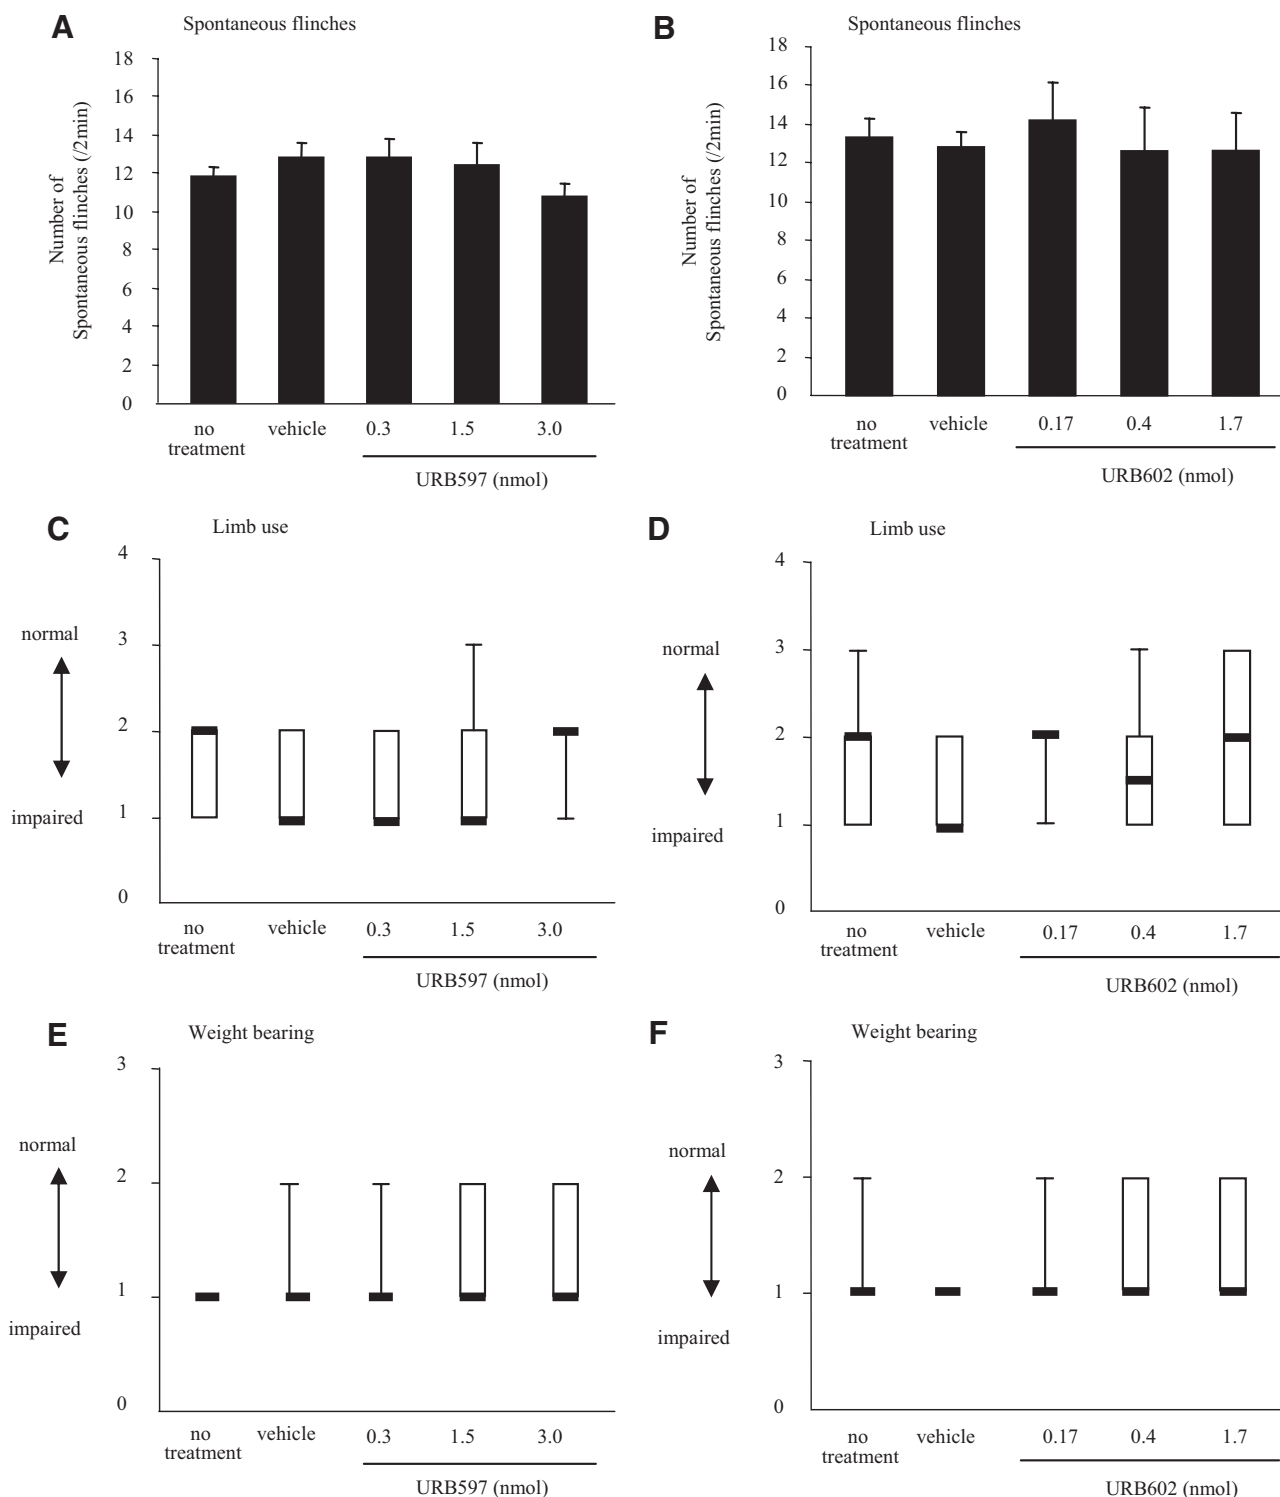 A
Spontaneous flinches
Number of
Spontaneous flinches (/2min)
18
16
14
12
10
8
6
4
2
0
no
treatment
vehicle
0.3
1.5
3.0
URB597 (nmol)
B
Spontaneous flinches
Number of
Spontaneous flinches (/2min)
18
16
14
12
10
8
6
4
2
0
no
treatment
vehicle
0.17
0.4
1.7
URB602 (nmol)
C
Limb use
normal
impaired
4
3
2
1
0
no
treatment
vehicle
0.3
1.5
3.0
URB597 (nmol)
D
Limb use
normal
impaired
4
3
2
1
0
no
treatment
vehicle
0.17
0.4
1.7
URB602 (nmol)
E
Weight bearing
normal
impaired
3
2
1
0
no
treatment
vehicle
0.3
1.5
3.0
URB597 (nmol)
F
Weight bearing
normal
impaired
3
2
1
0
no
treatment
vehicle
0.17
0.4
1.7
URB602 (nmol)